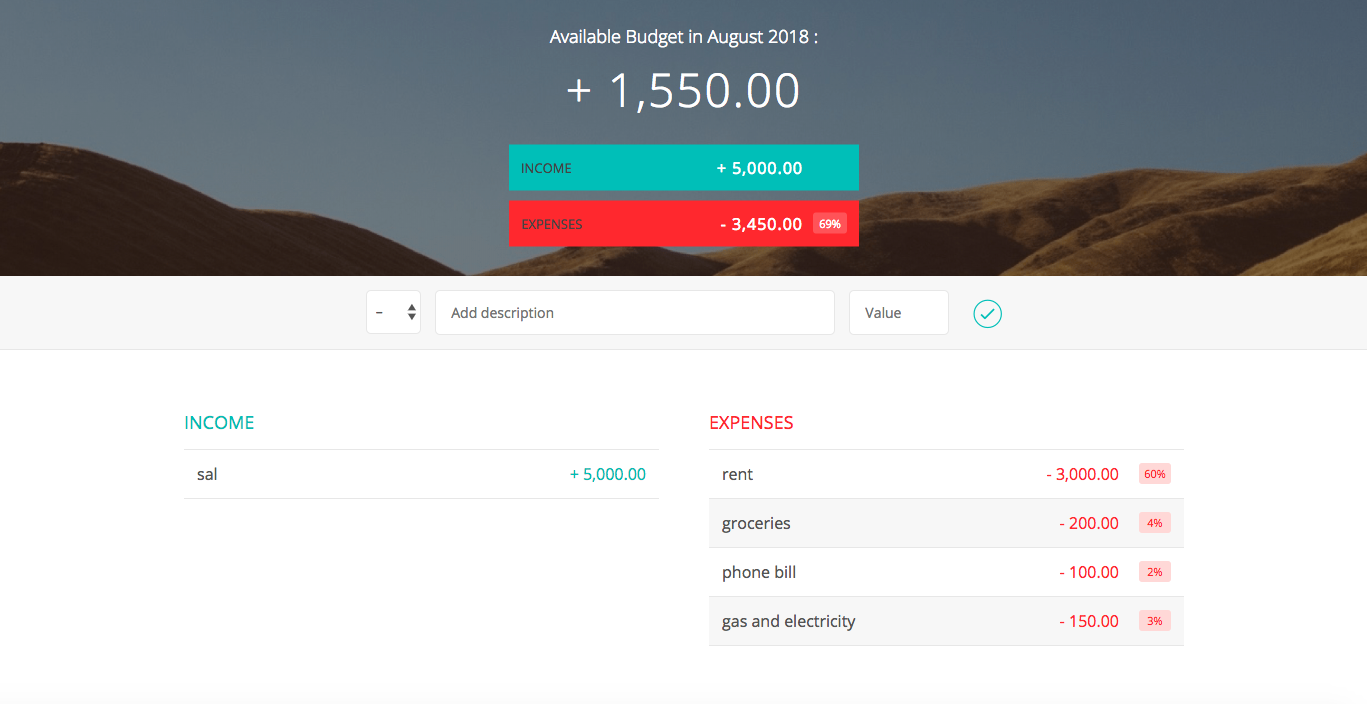 Available Budget in August 2018 :
+ 1,550.00
INCOME + 5,000.00
EXPENSES - 3,450.00 69%
– Add description Value
INCOME
sal + 5,000.00
EXPENSES
rent - 3,000.00 60%
groceries - 200.00 4%
phone bill - 100.00 2%
gas and electricity - 150.00 3%